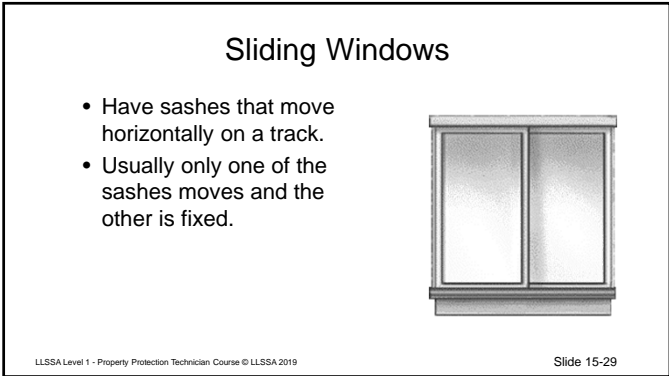 Sliding Windows
• Have sashes that move
horizontally on a track.
• Usually only one of the
sashes moves and the
other is fixed.
LLSSA Level 1 - Property Protection Technician Course © LLSSA 2019
Slide 15-29